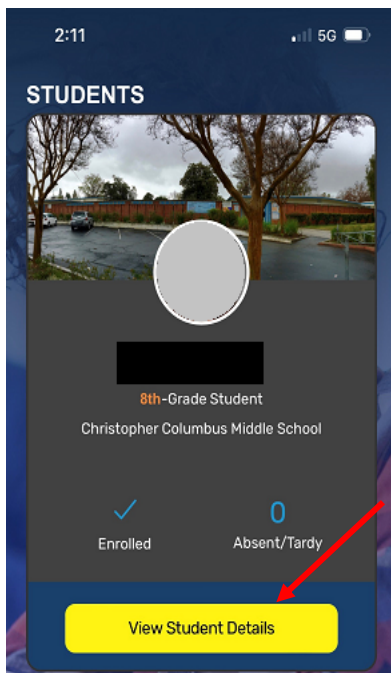 2:11 5G
STUDENTS
8th-Grade Student
Christopher Columbus Middle School
0
Enrolled Absent/Tardy
View Student Details